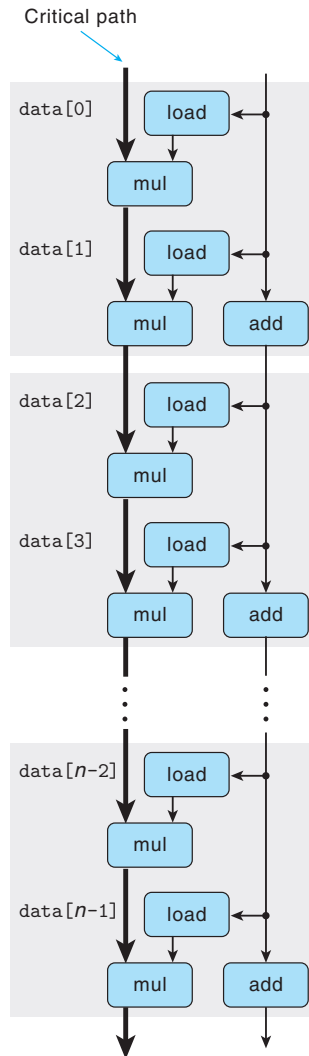 Critical path
data[0]
load
mul
data[1]
load
mul
add
data[2]
load
mul
data[3]
load
mul
add
data[n-2]
load
mul
data[n-1]
load
mul
add